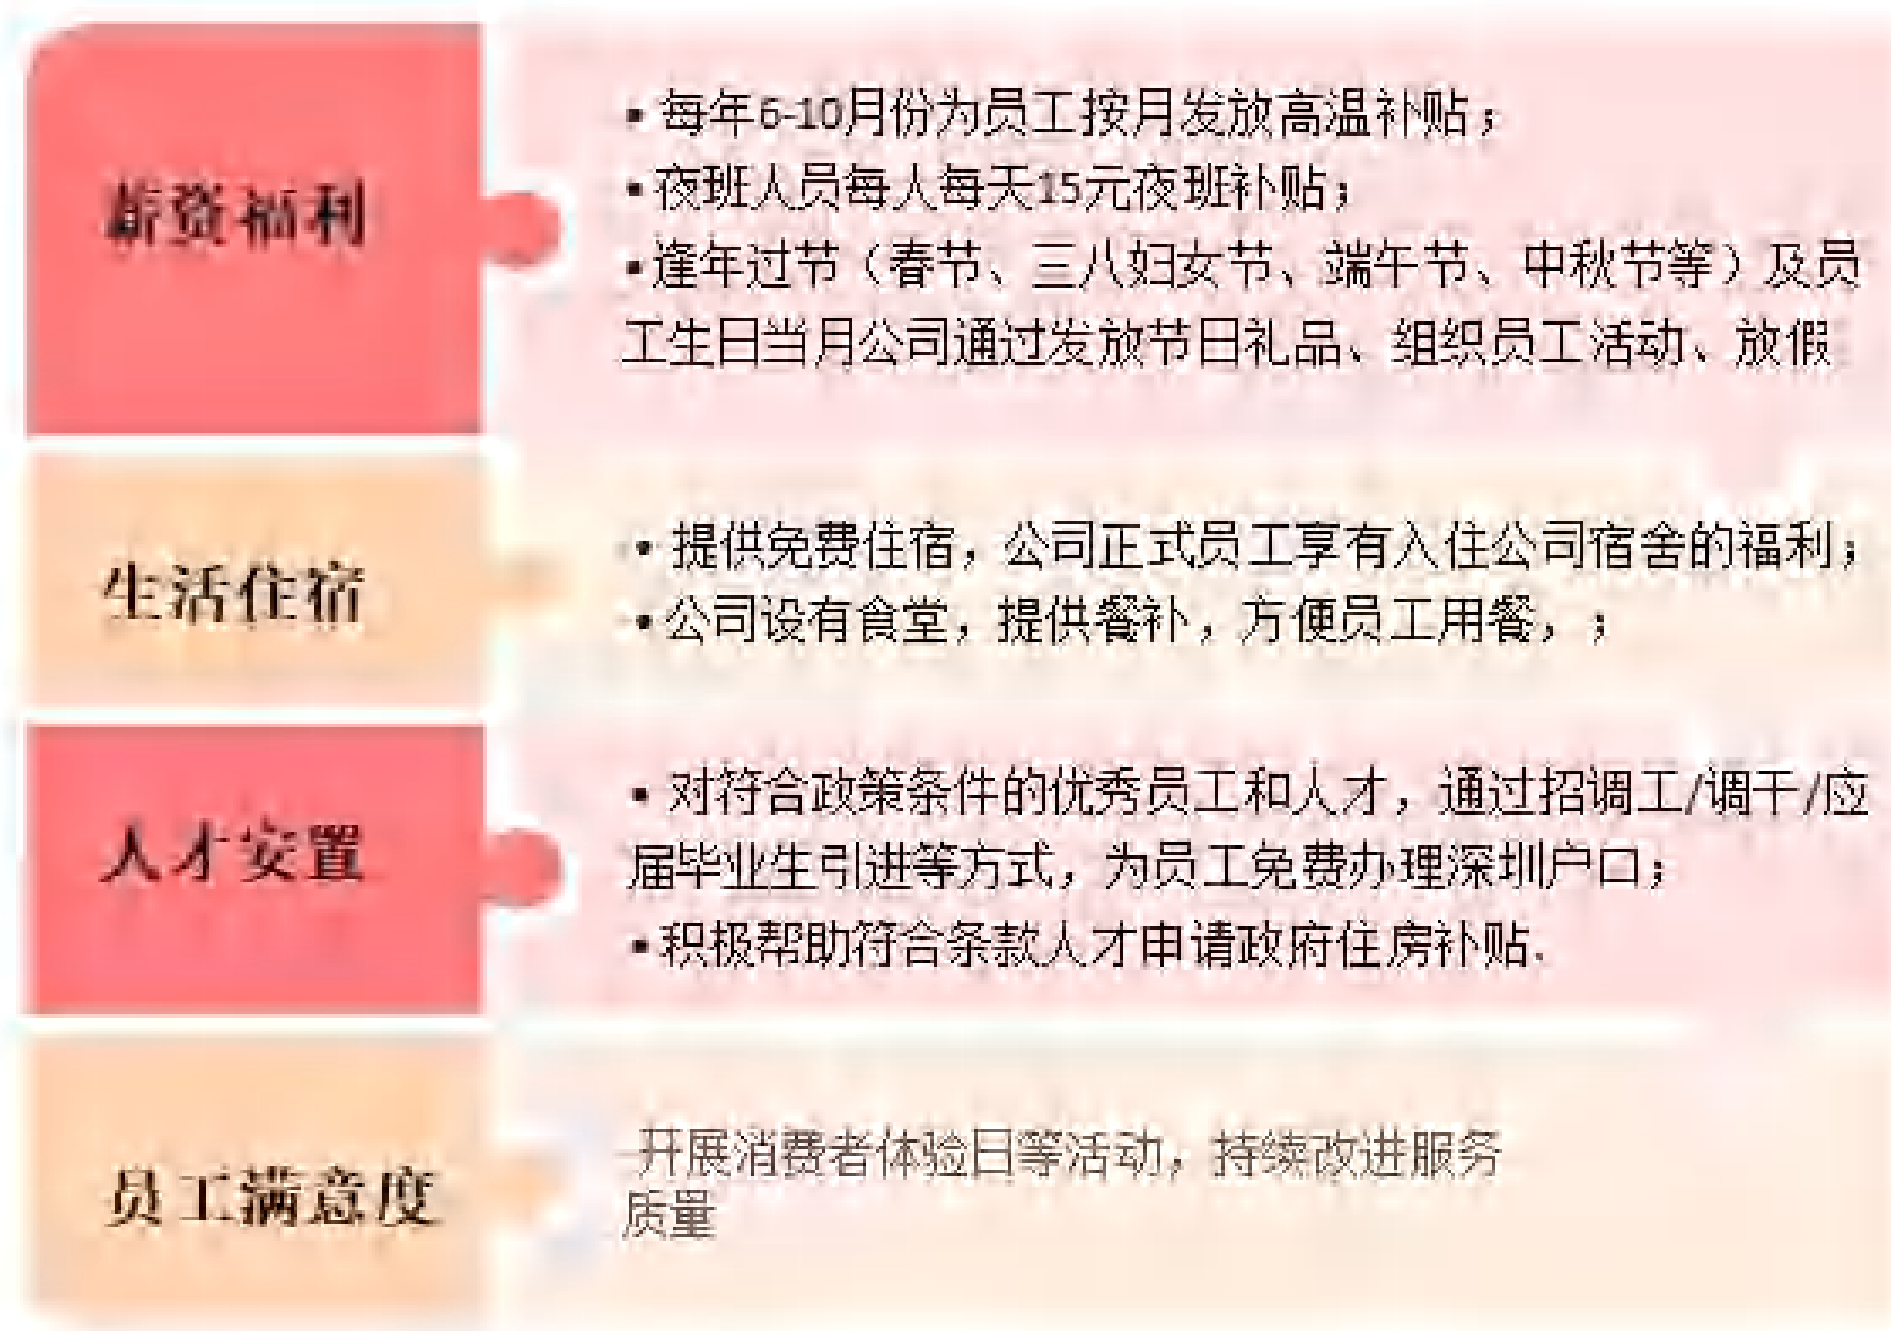 薪资福利
• 每年6-10月份为员工按月发放高温补贴；
• 夜班人员每人每天15元夜班补贴；
• 逢年过节（春节、三八妇女节、端午节、中秋节等）及员
工生日当月公司通过发放节日礼品、组织员工活动、放假
生活住宿
• 提供免费住宿，公司正式员工享有入住公司宿舍的福利；
• 公司设有食堂，提供餐补，方便员工用餐，；
人才安置
• 对符合政策条件的优秀员工和人才，通过招调工/调干/应
届毕业生引进等方式，为员工免费办理深圳户口；
• 积极帮助符合条款人才申请政府住房补贴.
员工满意度
-开展消费者体验日等活动，持续改进服务
质量